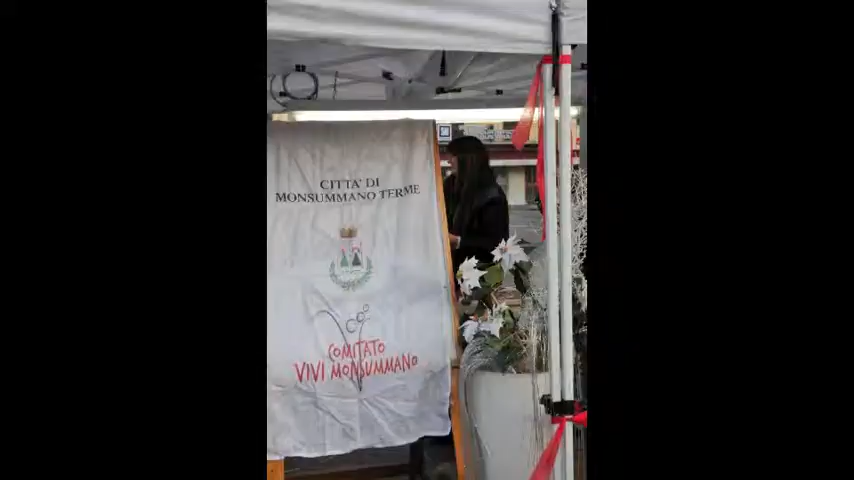 CITTA' DI
MONSUMMANO TERME
COMITATO
VIVI MONSUMMANO